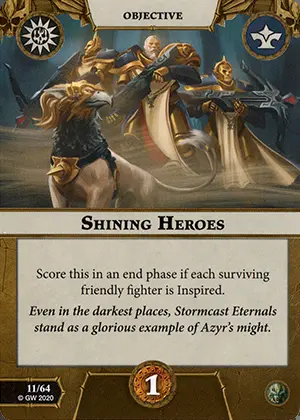 OBJECTIVE
SHINING HEROES
Score this in an end phase if each surviving
friendly fighter is Inspired.
Even in the darkest places, Stormcast Eternals
stand as a glorious example of Azyr's might.
11/64
© GW 2020
1